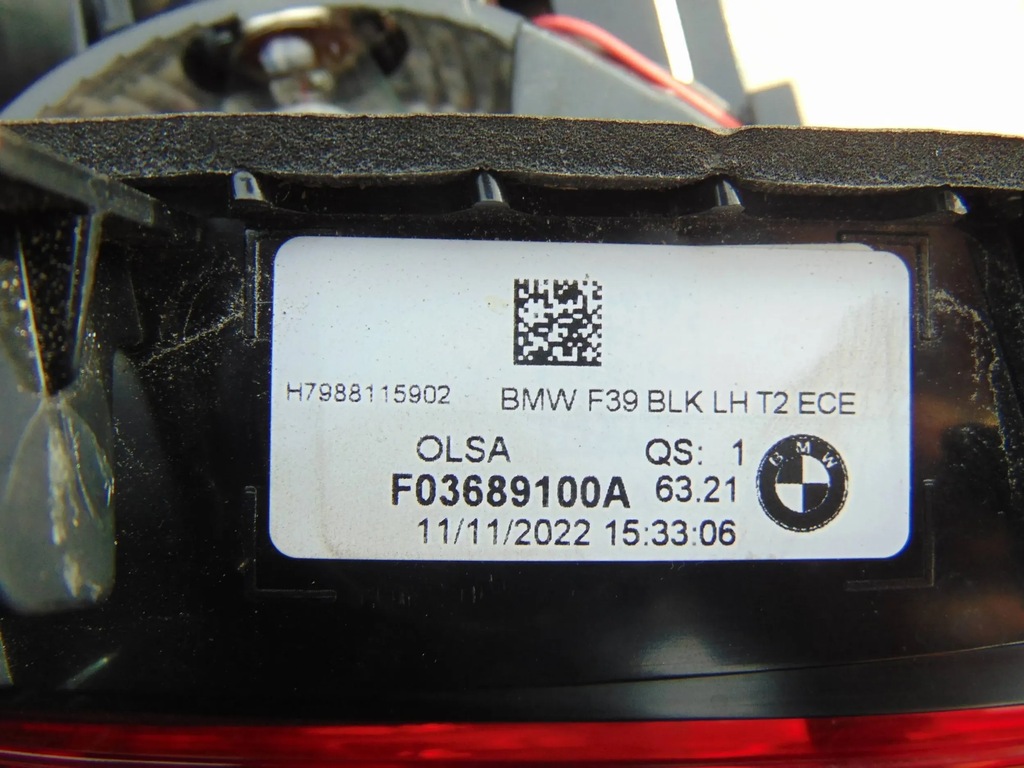 H7988115902 BMW F39 BLK LH T2 ECE
OLSA QS: 1
F03689100A 63.21
11/11/2022 15:33:06
BMW